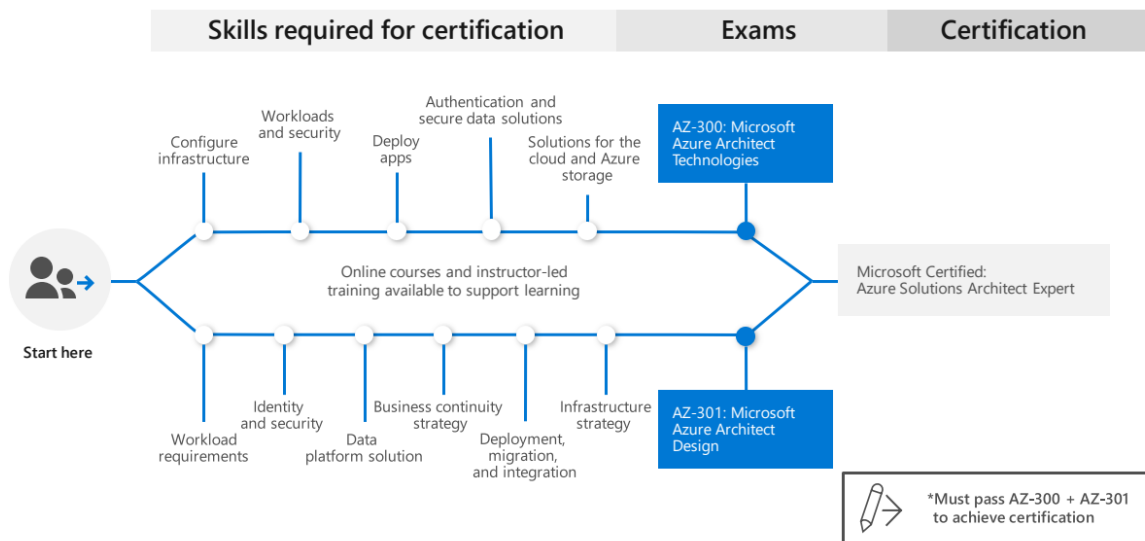 Skills required for certification
Exams
Certification
Configure
infrastructure
Workloads
and security
Deploy
apps
Authentication and
secure data solutions
Solutions for the
cloud and Azure
storage
AZ-300: Microsoft
Azure Architect
Technologies
Start here
Online courses and instructor-led
training available to support learning
Microsoft Certified:
Azure Solutions Architect Expert
Workload
requirements
Identity
and security
Data
platform solution
Business continuity
strategy
Deployment,
migration,
and integration
Infrastructure
strategy
AZ-301: Microsoft
Azure Architect
Design
*Must pass AZ-300 + AZ-301
to achieve certification